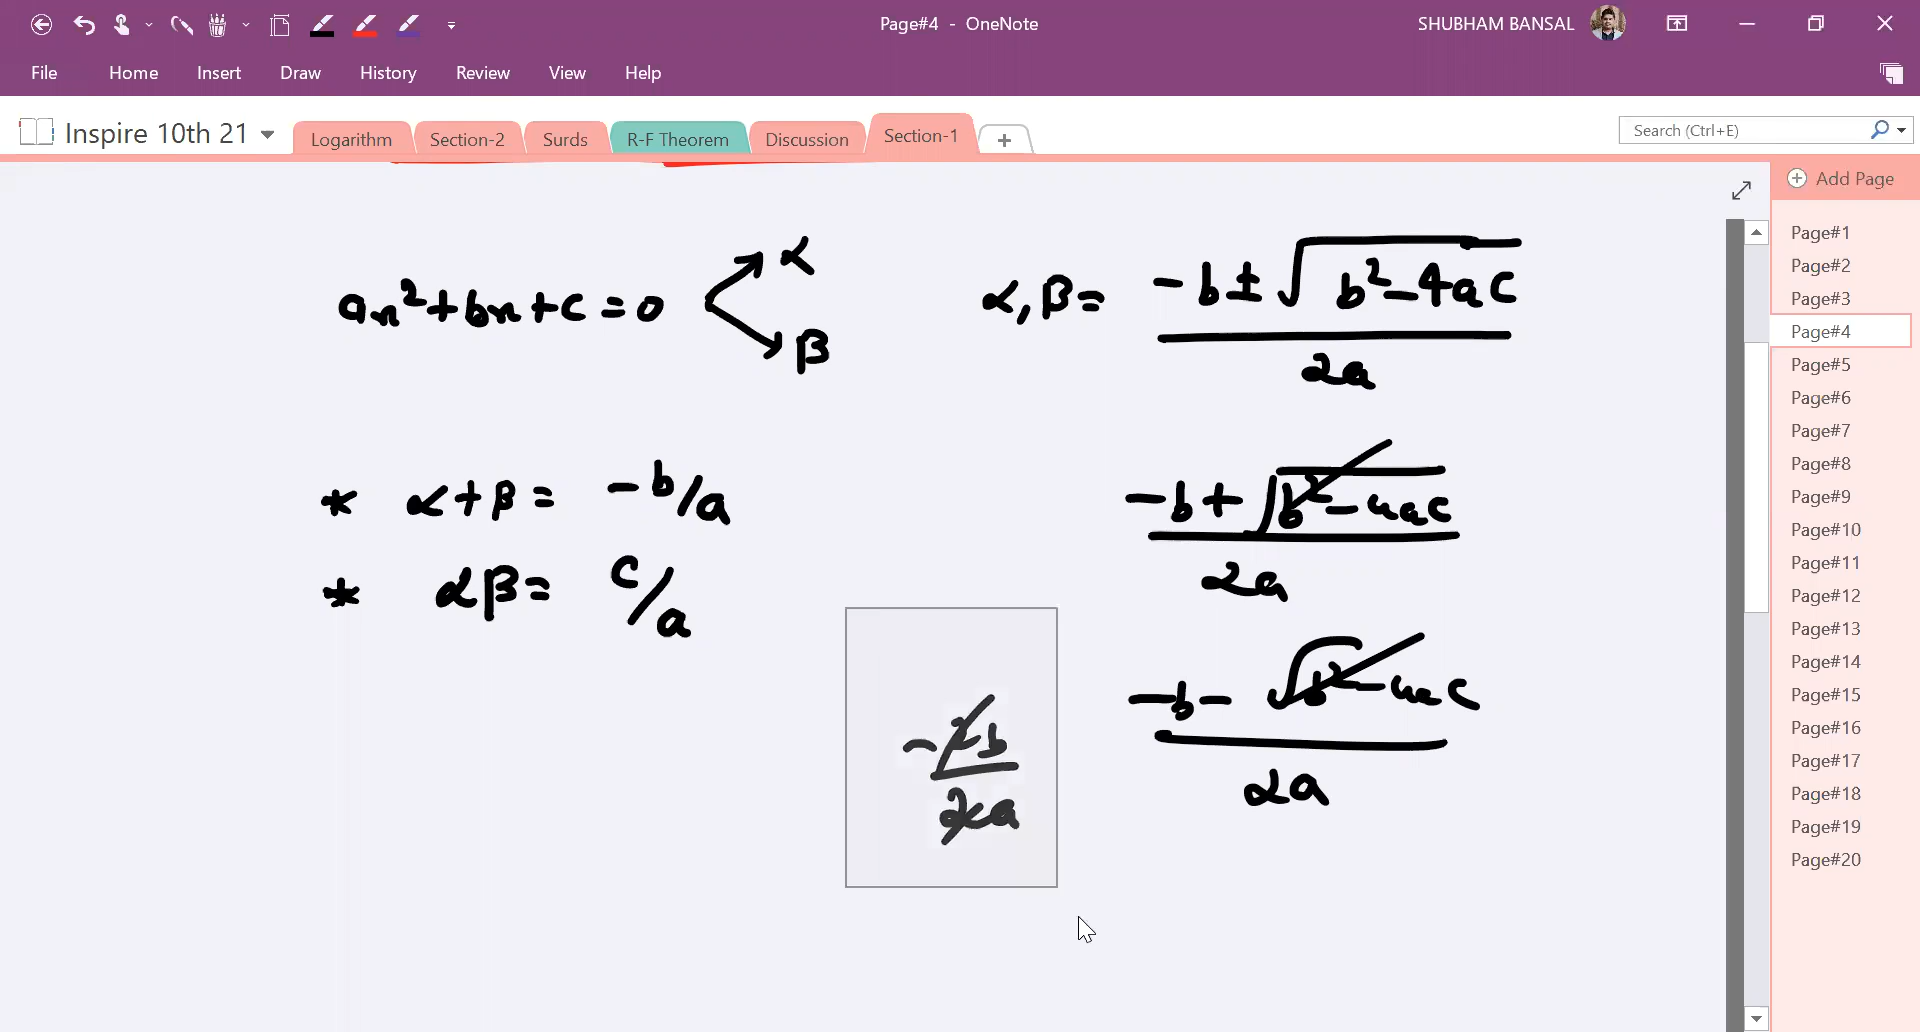 Page#4 - OneNote
SHUBHAM BANSAL
File Home Insert Draw History Review View Help
Inspire 10th 21
Logarithm Section-2 Surds R-F Theorem Discussion Section-1
Search (Ctrl+E)
Add Page
Page#1
Page#2
Page#3
Page#4
Page#5
Page#6
Page#7
Page#8
Page#9
Page#10
Page#11
Page#12
Page#13
Page#14
Page#15
Page#16
Page#17
Page#18
Page#19
Page#20
ax²+bx+c=0
α
β
α,β= -b±√b²-4ac
2a
* α+β= -b/a
* αβ= c/a
-b+√b²-4ac
2a
-b-√b²-4ac
2a
-2b
2a